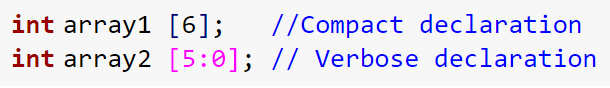 int array1 [6];   //Compact declaration
int array2 [5:0]; // Verbose declaration